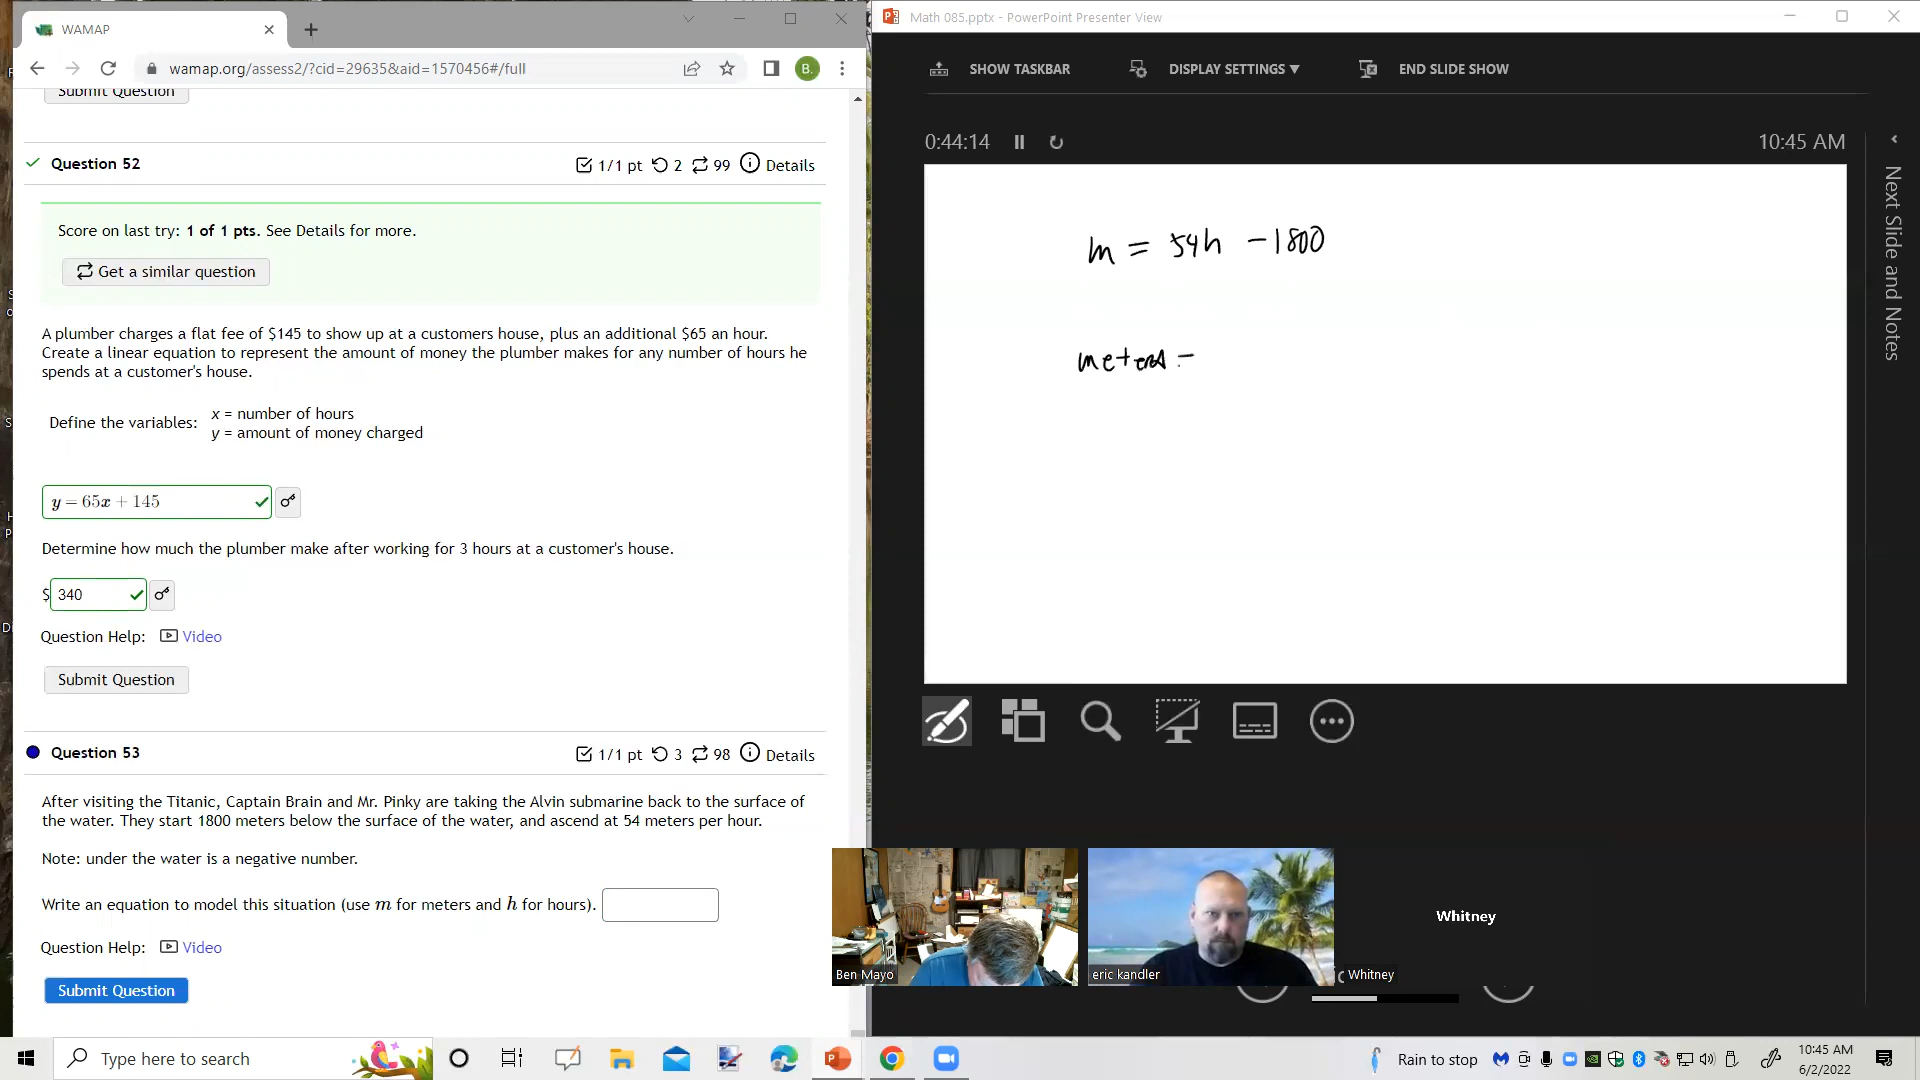 WAMAP
wamap.org/assess2/?cid=29635&aid=1570456#/full
B.
Submit Question
Question 52
1/1 pt 2 99 Details
Score on last try: 1 of 1 pts. See Details for more.
Get a similar question
A plumber charges a flat fee of $145 to show up at a customers house, plus an additional $65 an hour.
Create a linear equation to represent the amount of money the plumber makes for any number of hours he
spends at a customer's house.
Define the variables:
x = number of hours
y = amount of money charged
y = 65x + 145
Determine how much the plumber make after working for 3 hours at a customer's house.
$ 340
Question Help: Video
Submit Question
Question 53
1/1 pt 3 98 Details
After visiting the Titanic, Captain Brain and Mr. Pinky are taking the Alvin submarine back to the surface of
the water. They start 1800 meters below the surface of the water, and ascend at 54 meters per hour.
Note: under the water is a negative number.
Write an equation to model this situation (use m for meters and h for hours).
Question Help: Video
Submit Question
Math 085.pptx - PowerPoint Presenter View
SHOW TASKBAR
DISPLAY SETTINGS ▼
END SLIDE SHOW
0:44:14
10:45 AM
m = 54h - 1800
meters =
Next Slide and Notes
Ben Mayo
eric kandler
Whitney
Whitney
Type here to search
Rain to stop
10:45 AM
6/2/2022